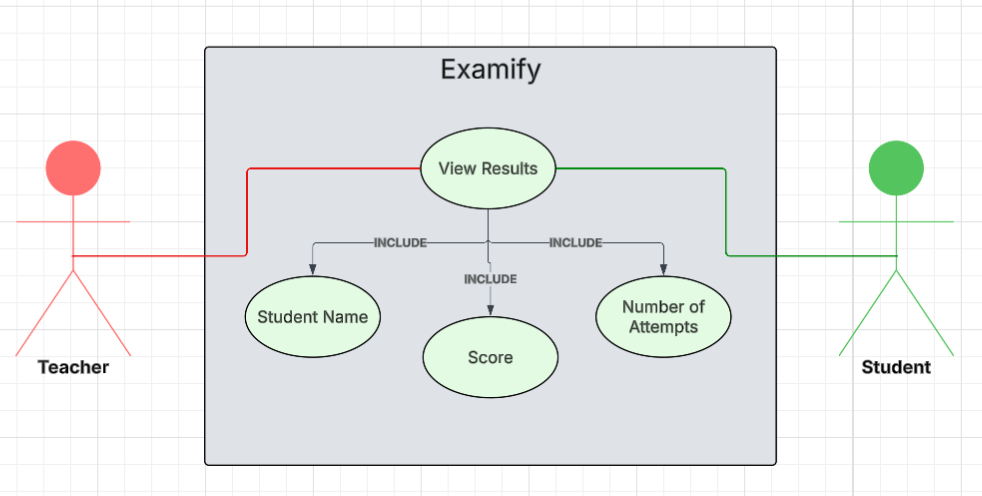 Examify
View Results
INCLUDE
INCLUDE
INCLUDE
Student Name
Number of
Attempts
Score
Teacher
Student